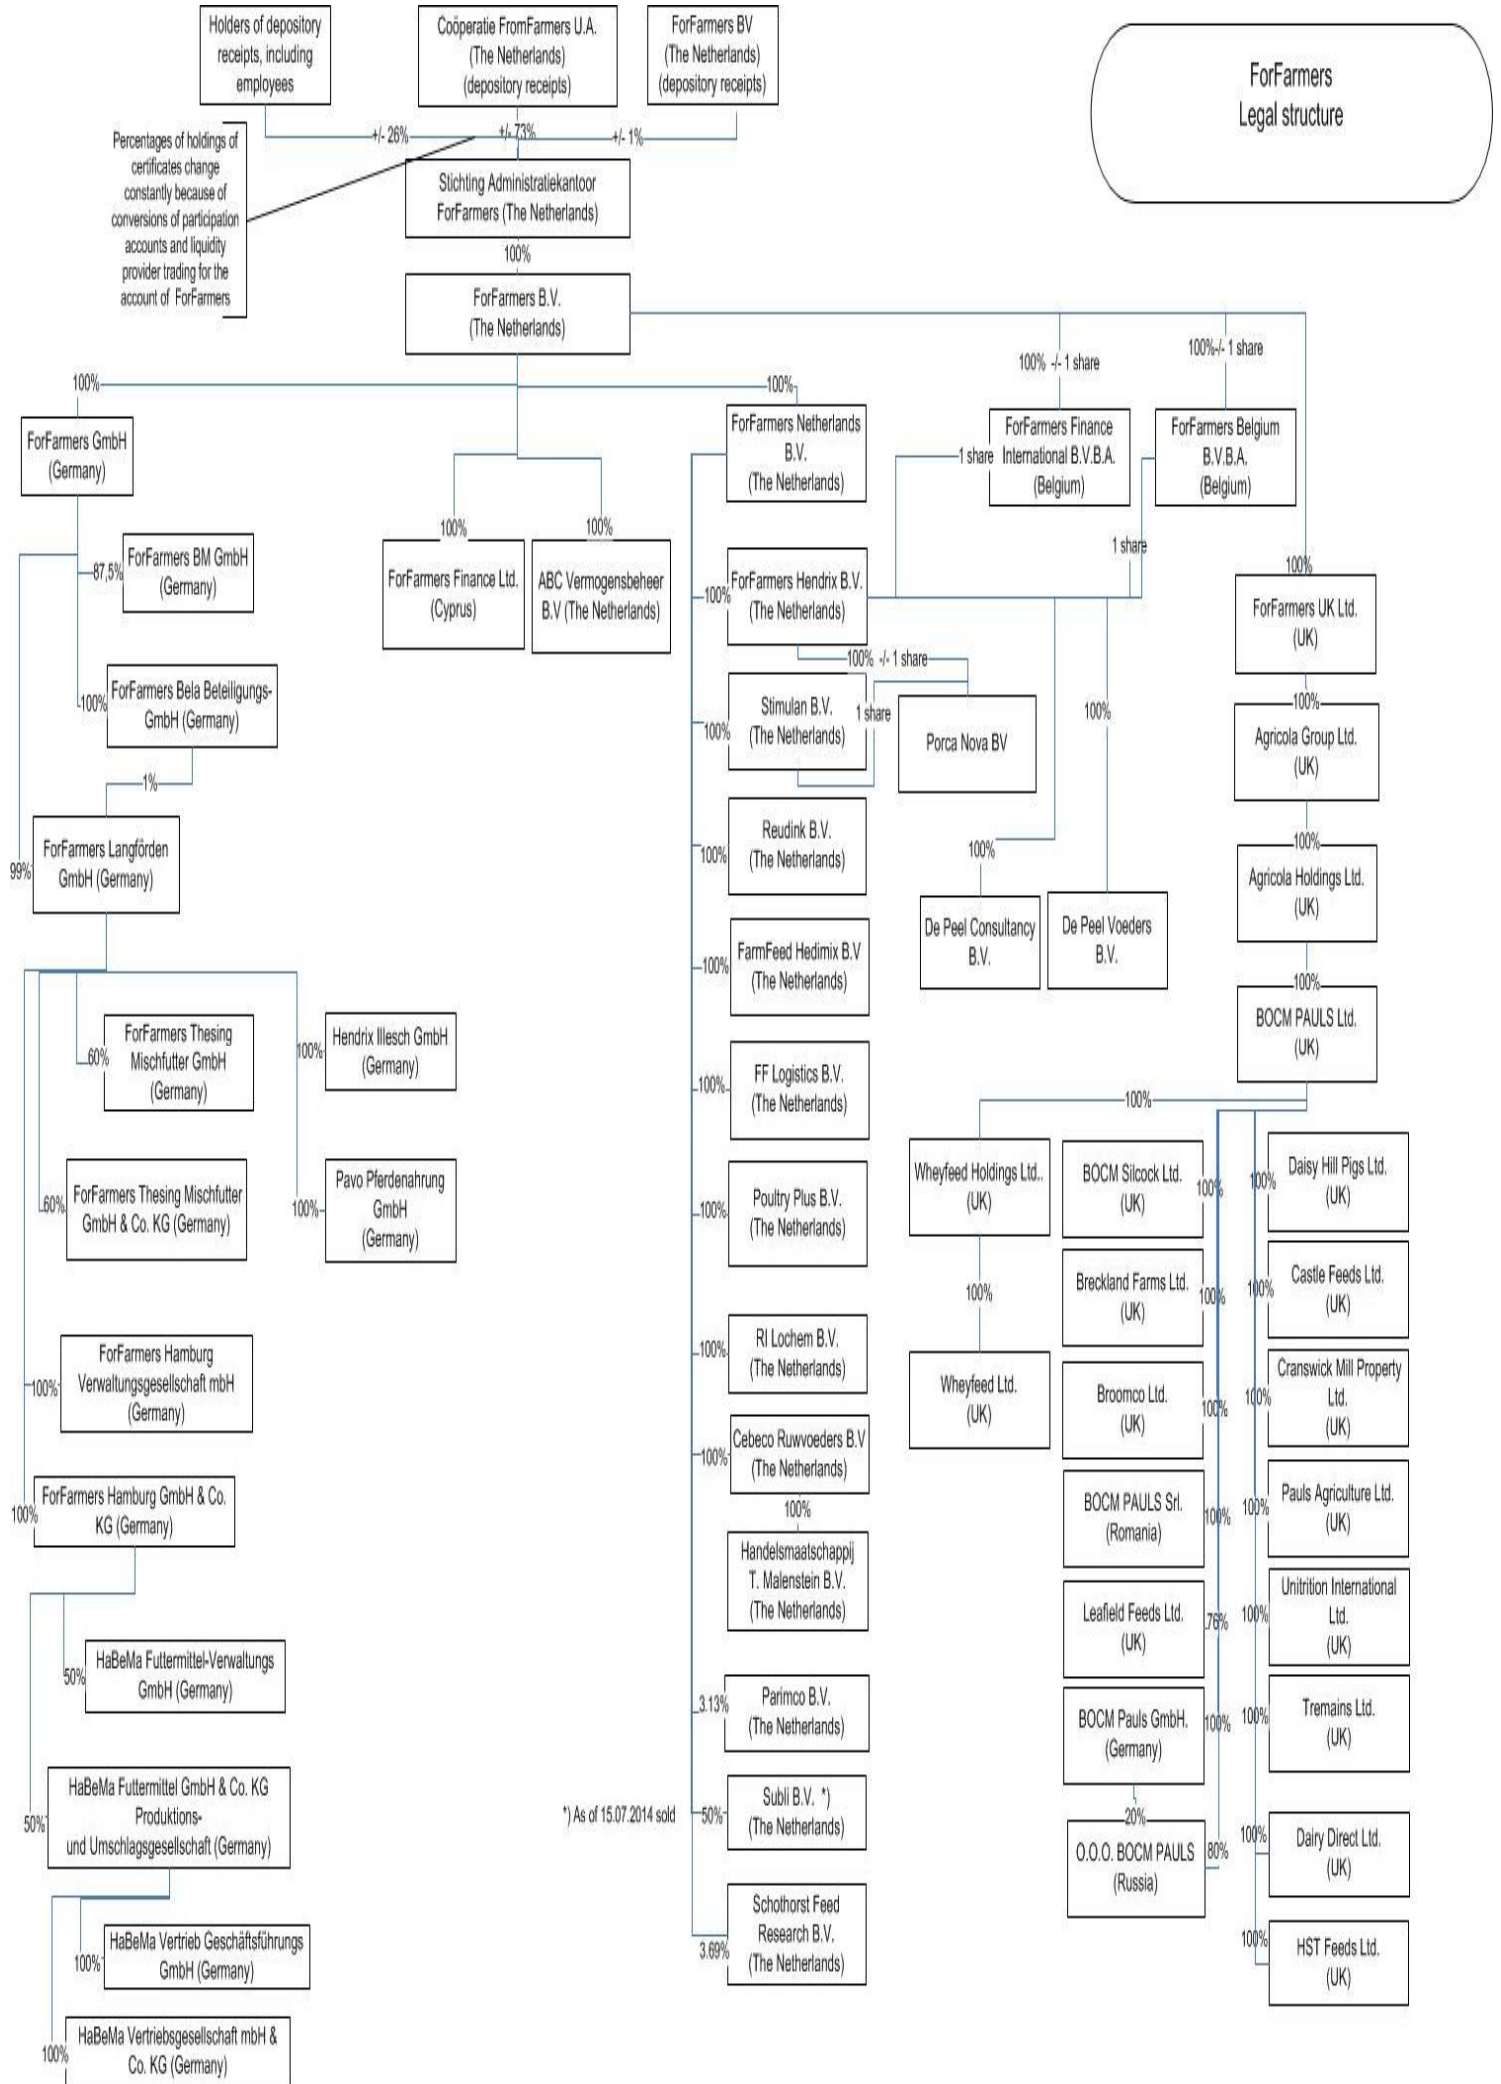 Holders of depository
receipts, including
employees
Coöperatie FromFarmers U.A.
(The Netherlands)
(depository receipts)
ForFarmers BV
(The Netherlands)
(depository receipts)
ForFarmers
Legal structure
+/- 26%
+/- 73%
+/- 1%
Percentages of holdings of
certificates change
constantly because of
conversions of participation
accounts and liquidity
provider trading for the
account of ForFarmers
Stichting Administratiekantoor
ForFarmers (The Netherlands)
100%
ForFarmers B.V.
(The Netherlands)
100%
100%
100% -/- 1 share
100%-/- 1 share
ForFarmers GmbH
(Germany)
ForFarmers Netherlands
B.V.
(The Netherlands)
1 share
ForFarmers Finance
International B.V.B.A.
(Belgium)
ForFarmers Belgium
B.V.B.A.
(Belgium)
100%
100%
1 share
100%
87,5%
ForFarmers BM GmbH
(Germany)
ForFarmers Finance Ltd.
(Cyprus)
ABC Vermogensbeheer
B.V (The Netherlands)
100%
ForFarmers Hendrix B.V.
(The Netherlands)
ForFarmers UK Ltd.
(UK)
100% -/- 1 share
100%
ForFarmers Bela Beteiligungs-
GmbH (Germany)
100%
Stimulan B.V.
(The Netherlands)
1 share
Porca Nova BV
100%
100%
Agricola Group Ltd.
(UK)
1%
99%
ForFarmers Langförden
GmbH (Germany)
100%
Reudink B.V.
(The Netherlands)
100%
100%
Agricola Holdings Ltd.
(UK)
De Peel Consultancy
B.V.
De Peel Voeders
B.V.
100%
FarmFeed Hedimix B.V
(The Netherlands)
100%
BOCM PAULS Ltd.
(UK)
60%
ForFarmers Thesing
Mischfutter GmbH
(Germany)
100%
Hendrix Illesch GmbH
(Germany)
100%
FF Logistics B.V.
(The Netherlands)
100%
60%
ForFarmers Thesing Mischfutter
GmbH & Co. KG (Germany)
100%
Pavo Pferdenahrung
GmbH
(Germany)
100%
Poultry Plus B.V.
(The Netherlands)
Wheyfeed Holdings Ltd..
(UK)
BOCM Silcock Ltd.
(UK)
100%
100%
Daisy Hill Pigs Ltd.
(UK)
100%
Breckland Farms Ltd.
(UK)
100%
100%
Castle Feeds Ltd.
(UK)
100%
ForFarmers Hamburg
Verwaltungsgesellschaft mbH
(Germany)
100%
RI Lochem B.V.
(The Netherlands)
Wheyfeed Ltd.
(UK)
Broomco Ltd.
(UK)
100%
100%
Cranswick Mill Property
Ltd.
(UK)
100%
Cebeco Ruwvoeders B.V
(The Netherlands)
100%
100%
ForFarmers Hamburg GmbH & Co.
KG (Germany)
BOCM PAULS Srl.
(Romania)
100%
100%
Pauls Agriculture Ltd.
(UK)
Handelsmaatschappij
T. Malenstein B.V.
(The Netherlands)
Leafield Feeds Ltd.
(UK)
76%
100%
Unitrition International
Ltd.
(UK)
50%
HaBeMa Futtermittel-Verwaltungs
GmbH (Germany)
3.13%
Parimco B.V.
(The Netherlands)
BOCM Pauls GmbH.
(Germany)
100%
100%
Tremains Ltd.
(UK)
50%
HaBeMa Futtermittel GmbH & Co. KG
Produktions-
und Umschlagsgesellschaft (Germany)
*) As of 15.07.2014 sold
50%
Subli B.V. *)
(The Netherlands)
20%
O.O.O. BOCM PAULS
(Russia)
80%
100%
Dairy Direct Ltd.
(UK)
3.69%
Schothorst Feed
Research B.V.
(The Netherlands)
100%
HST Feeds Ltd.
(UK)
100%
HaBeMa Vertrieb Geschäftsführungs
GmbH (Germany)
100%
HaBeMa Vertriebsgesellschaft mbH &
Co. KG (Germany)